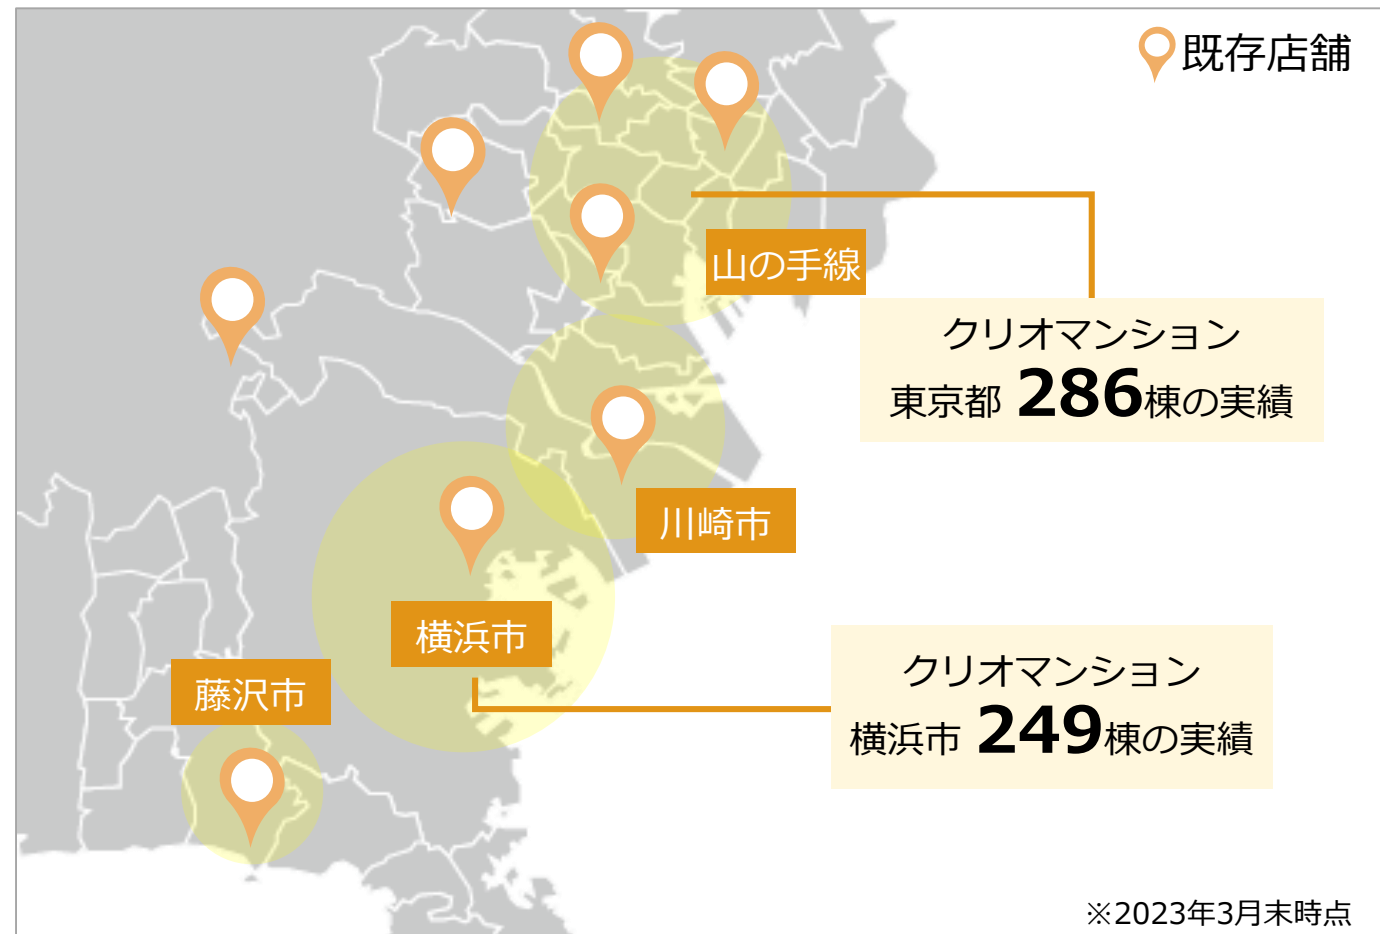 既存店舗
山の手線
クリオマンション
東京都 286棟の実績
川崎市
横浜市
クリオマンション
横浜市 249棟の実績
藤沢市
※2023年3月末時点